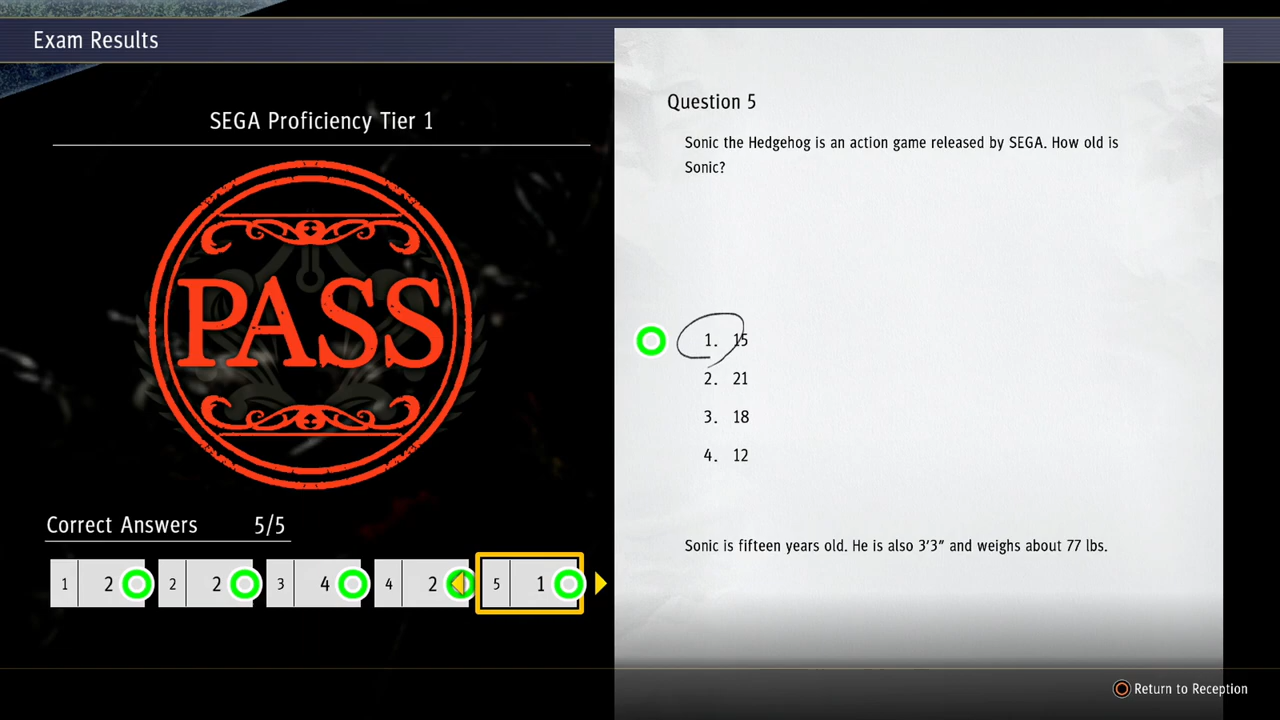 Exam Results
SEGA Proficiency Tier 1
PASS
Correct Answers 5/5
1 2 2 2 3 4 4 2 5 1
Question 5
Sonic the Hedgehog is an action game released by SEGA. How old is
Sonic?
1. 15
2. 21
3. 18
4. 12
Sonic is fifteen years old. He is also 3'3" and weighs about 77 lbs.
Return to Reception